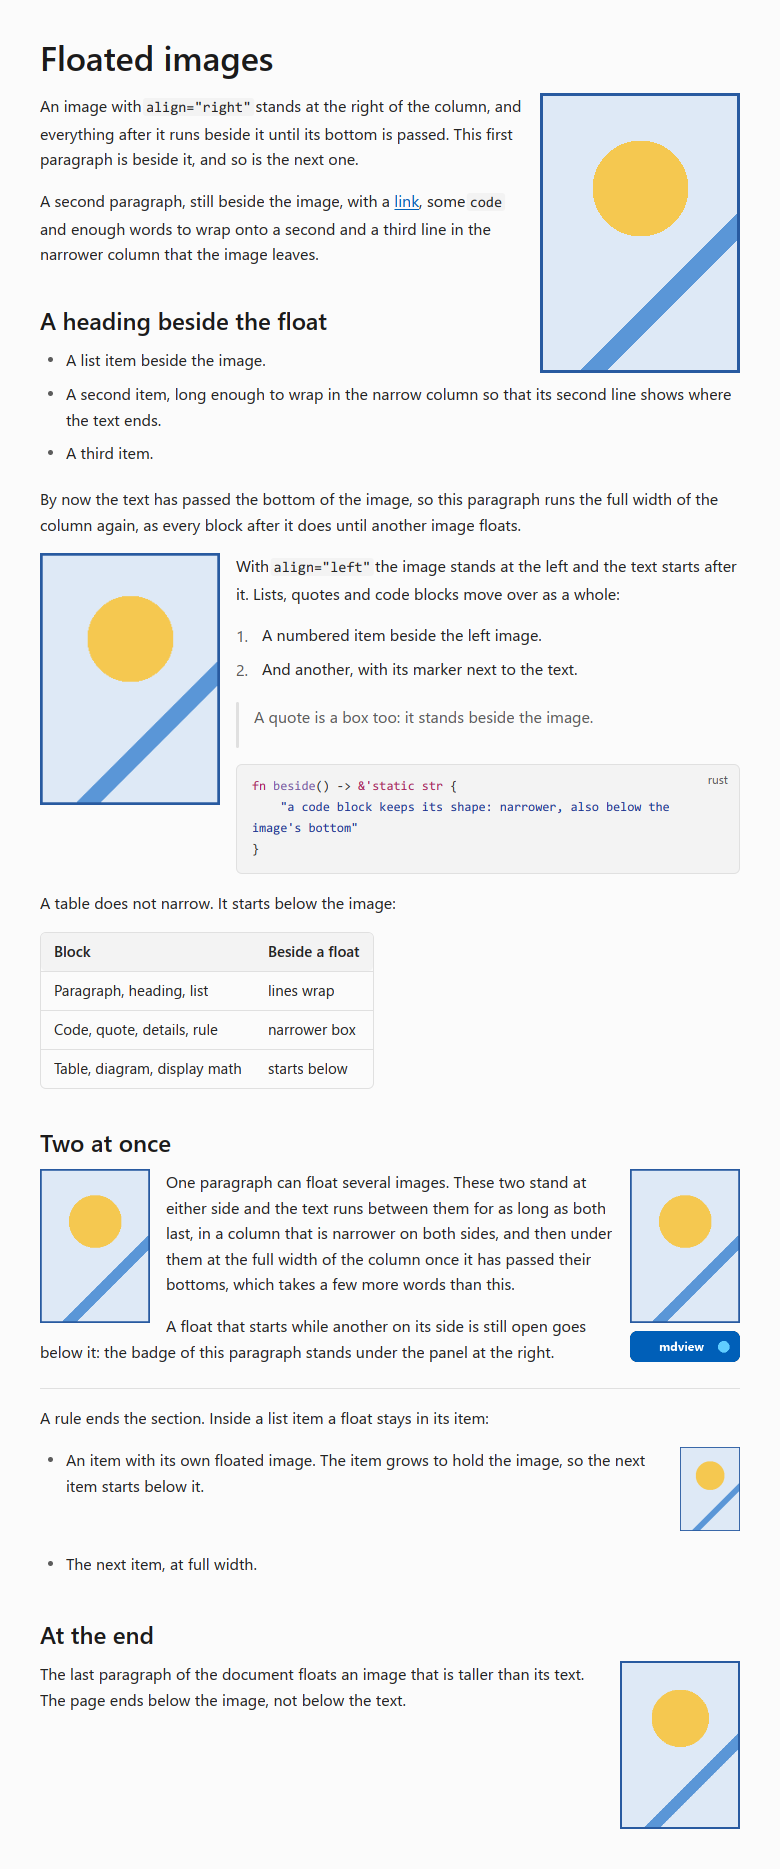 Floated images
An image with align="right" stands at the right of the column, and
everything after it runs beside it until its bottom is passed. This first
paragraph is beside it, and so is the next one.
A second paragraph, still beside the image, with a link, some code
and enough words to wrap onto a second and a third line in the
narrower column that the image leaves.
A heading beside the float
• A list item beside the image.
• A second item, long enough to wrap in the narrow column so that its second line shows where
the text ends.
• A third item.
By now the text has passed the bottom of the image, so this paragraph runs the full width of the
column again, as every block after it does until another image floats.
With align="left" the image stands at the left and the text starts after
it. Lists, quotes and code blocks move over as a whole:
1. A numbered item beside the left image.
2. And another, with its marker next to the text.
A quote is a box too: it stands beside the image.
rust
fn beside() -> &'static str {
    "a code block keeps its shape: narrower, also below the
image's bottom"
}
A table does not narrow. It starts below the image:
Block Beside a float
Paragraph, heading, list lines wrap
Code, quote, details, rule narrower box
Table, diagram, display math starts below
Two at once
One paragraph can float several images. These two stand at
either side and the text runs between them for as long as both
last, in a column that is narrower on both sides, and then under
them at the full width of the column once it has passed their
bottoms, which takes a few more words than this.
A float that starts while another on its side is still open goes
below it: the badge of this paragraph stands under the panel at the right.
mdview
A rule ends the section. Inside a list item a float stays in its item:
• An item with its own floated image. The item grows to hold the image, so the next
item starts below it.
• The next item, at full width.
At the end
The last paragraph of the document floats an image that is taller than its text.
The page ends below the image, not below the text.